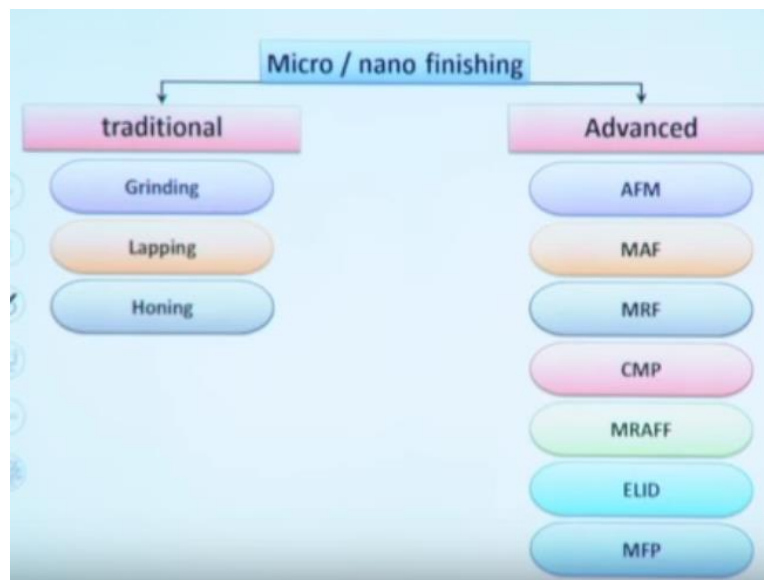 Micro / nano finishing
traditional
Grinding
Lapping
Honing
Advanced
AFM
MAF
MRF
CMP
MRAFF
ELID
MFP